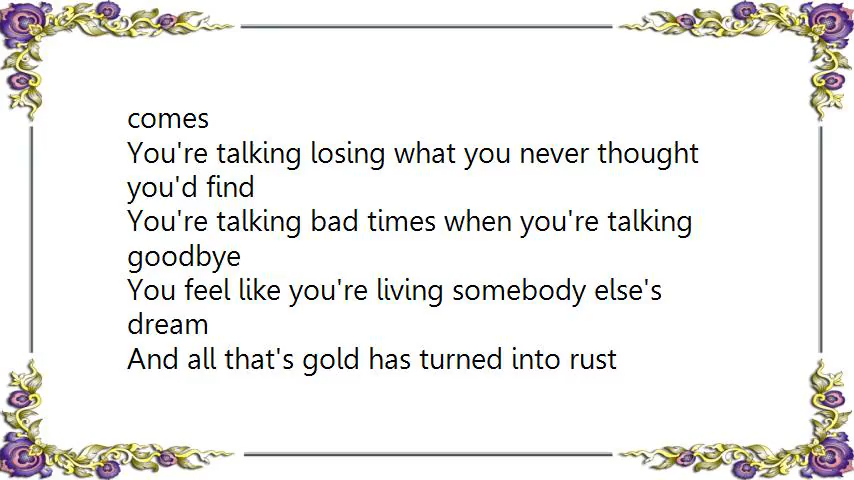 comes
You're talking losing what you never thought
you'd find
You're talking bad times when you're talking
goodbye
You feel like you're living somebody else's
dream
And all that's gold has turned into rust